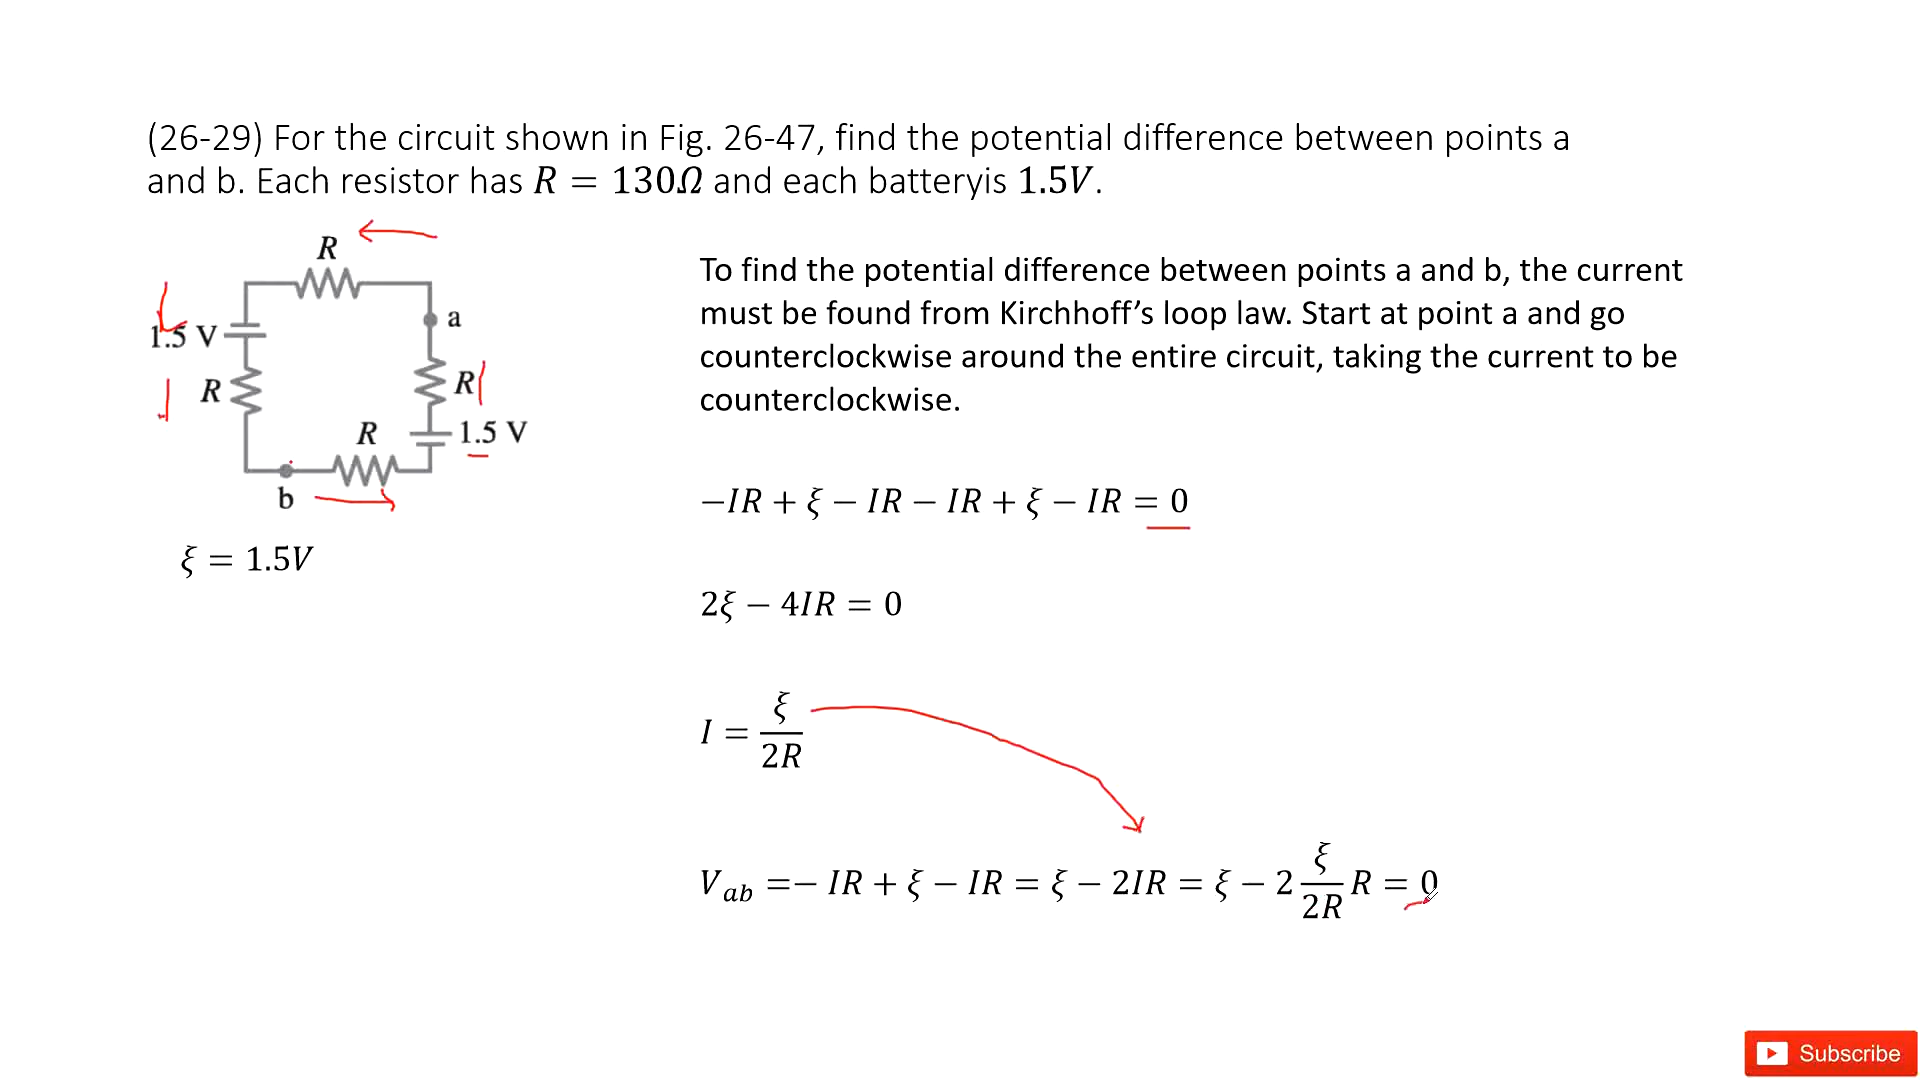 (26-29) For the circuit shown in Fig. 26-47, find the potential difference between points a
and b. Each resistor has R = 130Ω and each batteryis 1.5V.
R
a
1.5 V
R
R
R
1.5 V
b
ξ = 1.5V
To find the potential difference between points a and b, the current
must be found from Kirchhoff’s loop law. Start at point a and go
counterclockwise around the entire circuit, taking the current to be
counterclockwise.
−IR + ξ − IR − IR + ξ − IR = 0
2ξ − 4IR = 0
I = ξ/2R
V_ab =− IR + ξ − IR = ξ − 2IR = ξ − 2 ξ/2R R = 0
Subscribe